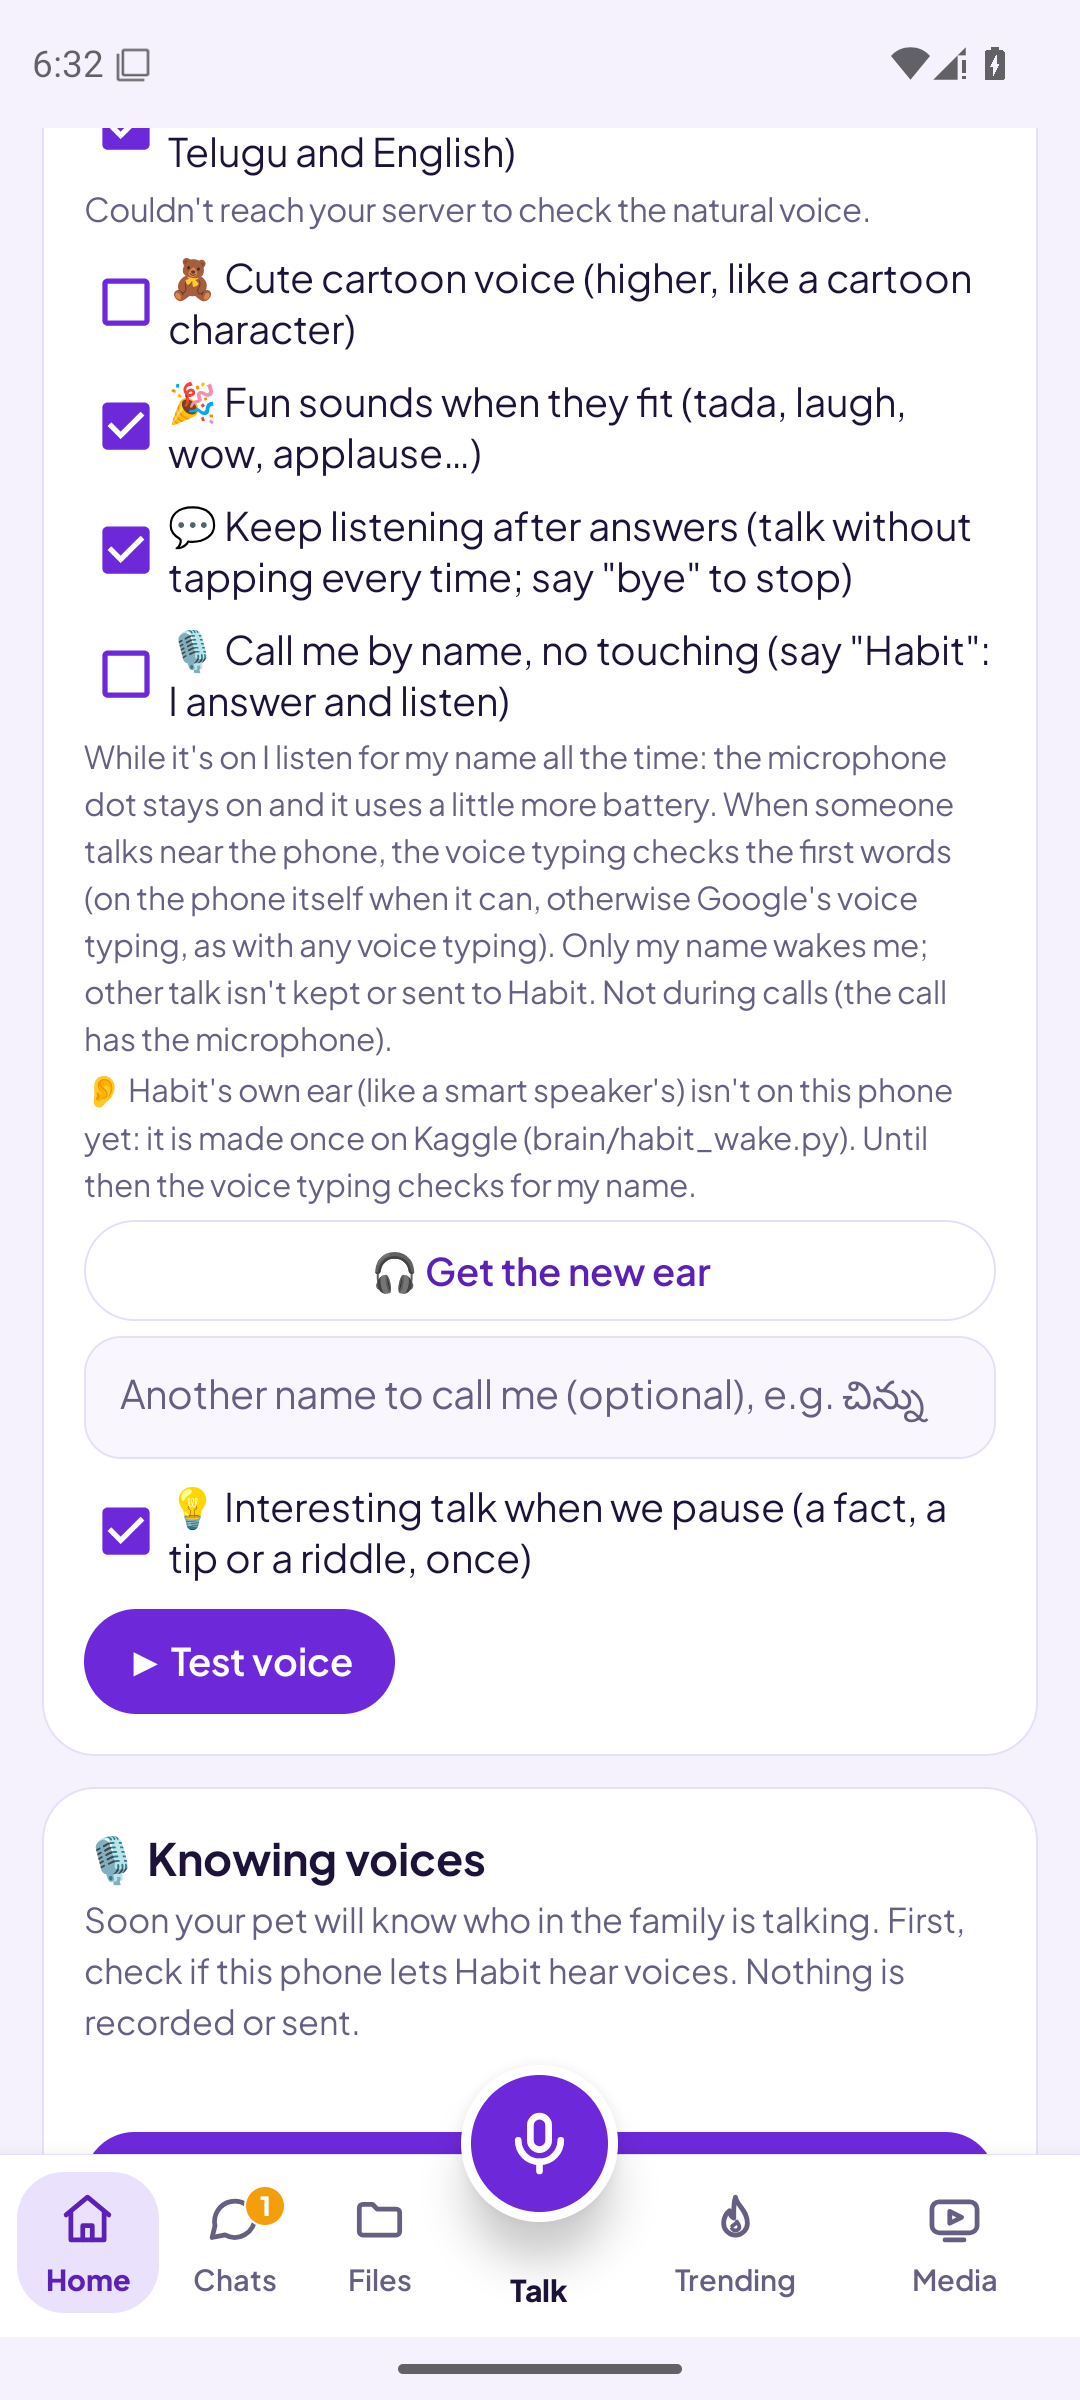 6:32
Telugu and English)
Couldn't reach your server to check the natural voice.
🧸 Cute cartoon voice (higher, like a cartoon
character)
🎉 Fun sounds when they fit (tada, laugh,
wow, applause…)
💬 Keep listening after answers (talk without
tapping every time; say "bye" to stop)
🎙️ Call me by name, no touching (say "Habit":
I answer and listen)
While it's on I listen for my name all the time: the microphone
dot stays on and it uses a little more battery. When someone
talks near the phone, the voice typing checks the first words
(on the phone itself when it can, otherwise Google's voice
typing, as with any voice typing). Only my name wakes me;
other talk isn't kept or sent to Habit. Not during calls (the call
has the microphone).
👂 Habit's own ear (like a smart speaker's) isn't on this phone
yet: it is made once on Kaggle (brain/habit_wake.py). Until
then the voice typing checks for my name.
🎧 Get the new ear
Another name to call me (optional), e.g. చిన్ను
💡 Interesting talk when we pause (a fact, a
tip or a riddle, once)
▶ Test voice
🎙️ Knowing voices
Soon your pet will know who in the family is talking. First,
check if this phone lets Habit hear voices. Nothing is
recorded or sent.
1
Home
Chats
Files
Talk
Trending
Media